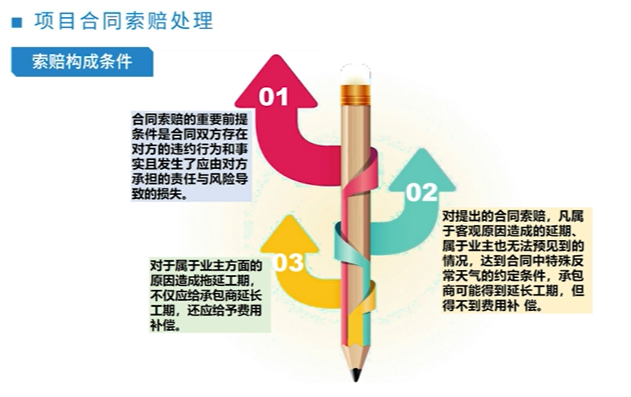 项目合同索赔处理
索赔构成条件
01
合同索赔的重要前提
条件是合同双方存在
对方的违约行为和事
实且发生了应由对方
承担的责任与风险导
致的损失。
02
对提出的合同索赔，凡属
于客观原因造成的延期、
属于业主也无法预见到的
情况，达到合同中特殊反
常天气的约定条件，承包
商可能得到延长工期，但
得不到费用补 偿。
03
对于属于业主方面的
原因造成拖延工期，
不仅应给承包商延长
工期，还应给予费用
补偿。